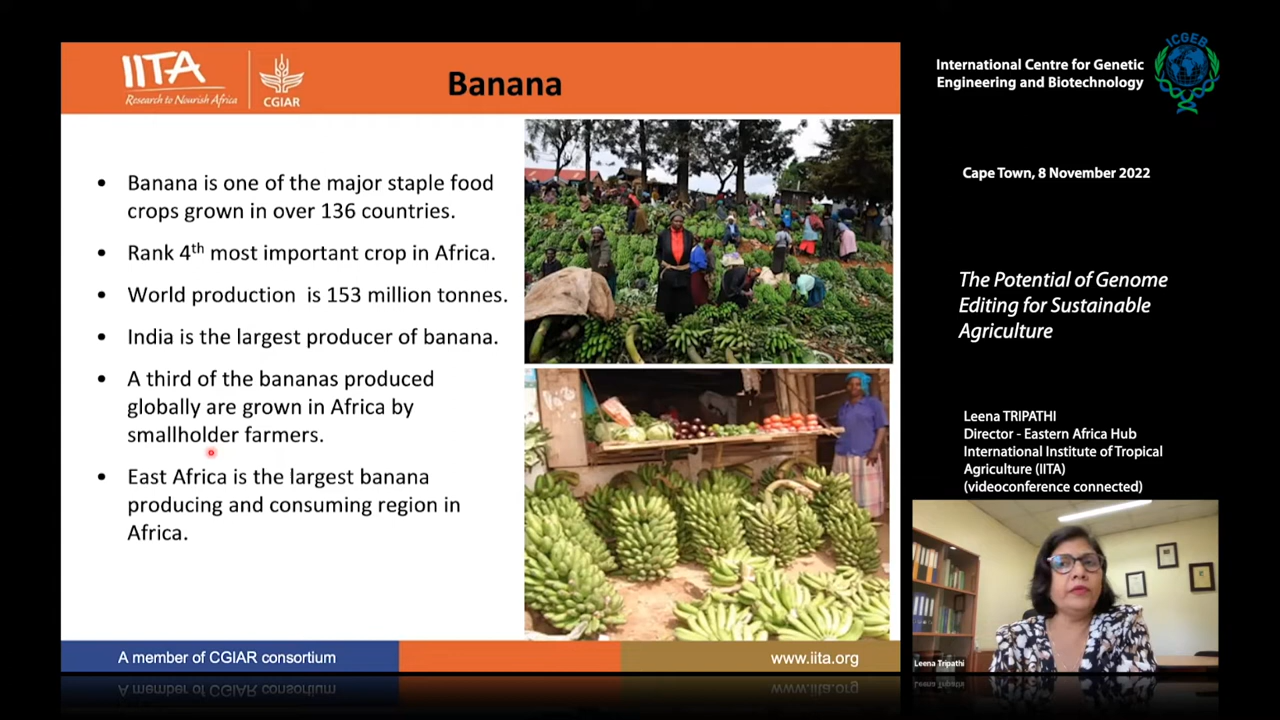 IITA
Research to Nourish Africa
CGIAR
Banana
• Banana is one of the major staple food
crops grown in over 136 countries.
• Rank 4th most important crop in Africa.
• World production is 153 million tonnes.
• India is the largest producer of banana.
• A third of the bananas produced
globally are grown in Africa by
smallholder farmers.
• East Africa is the largest banana
producing and consuming region in
Africa.
A member of CGIAR consortium
www.iita.org
International Centre for Genetic
Engineering and Biotechnology
ICGEB
Cape Town, 8 November 2022
The Potential of Genome
Editing for Sustainable
Agriculture
Leena TRIPATHI
Director - Eastern Africa Hub
International Institute of Tropical
Agriculture (IITA)
(videoconference connected)
Leena Tripathi